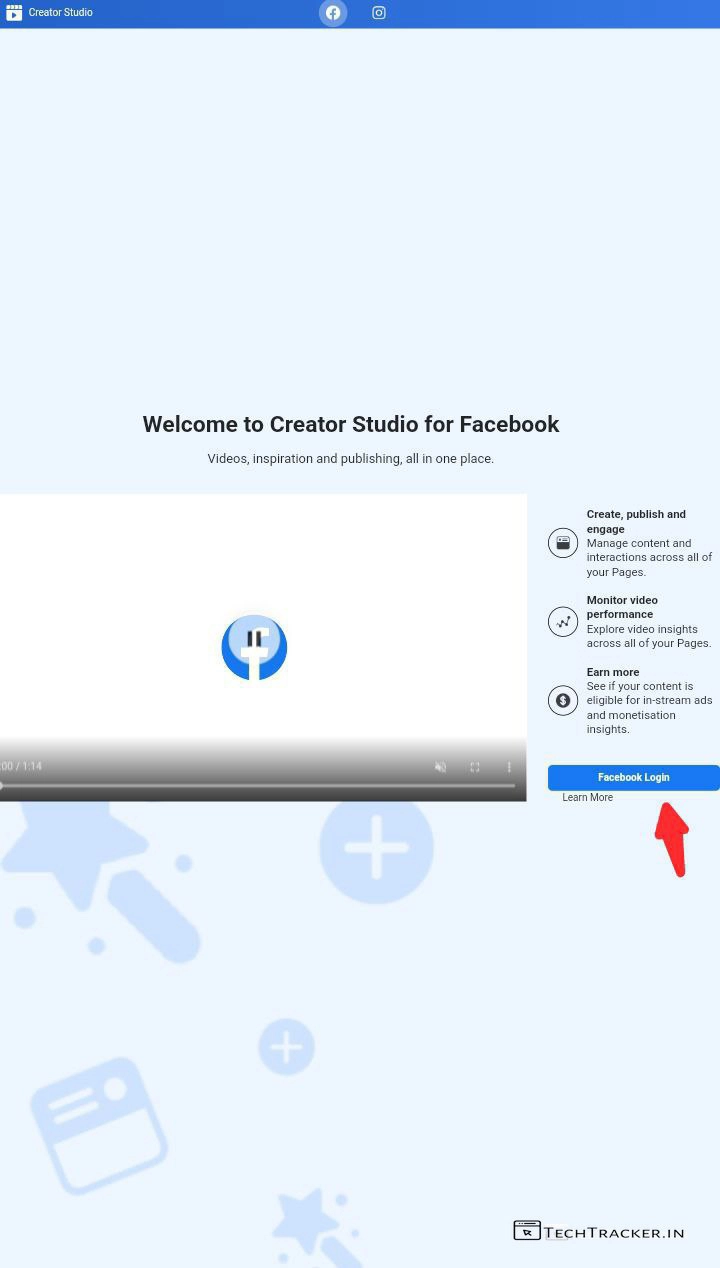 Creator Studio
Welcome to Creator Studio for Facebook
Videos, inspiration and publishing, all in one place.
Create, publish and
engage
Manage content and
interactions across all of
your Pages.
Monitor video
performance
Explore video insights
across all of your Pages.
Earn more
See if your content is
eligible for in-stream ads
and monetisation
insights.
:00 / 1:14
Facebook Login
Learn More
TECHTRACKER.IN